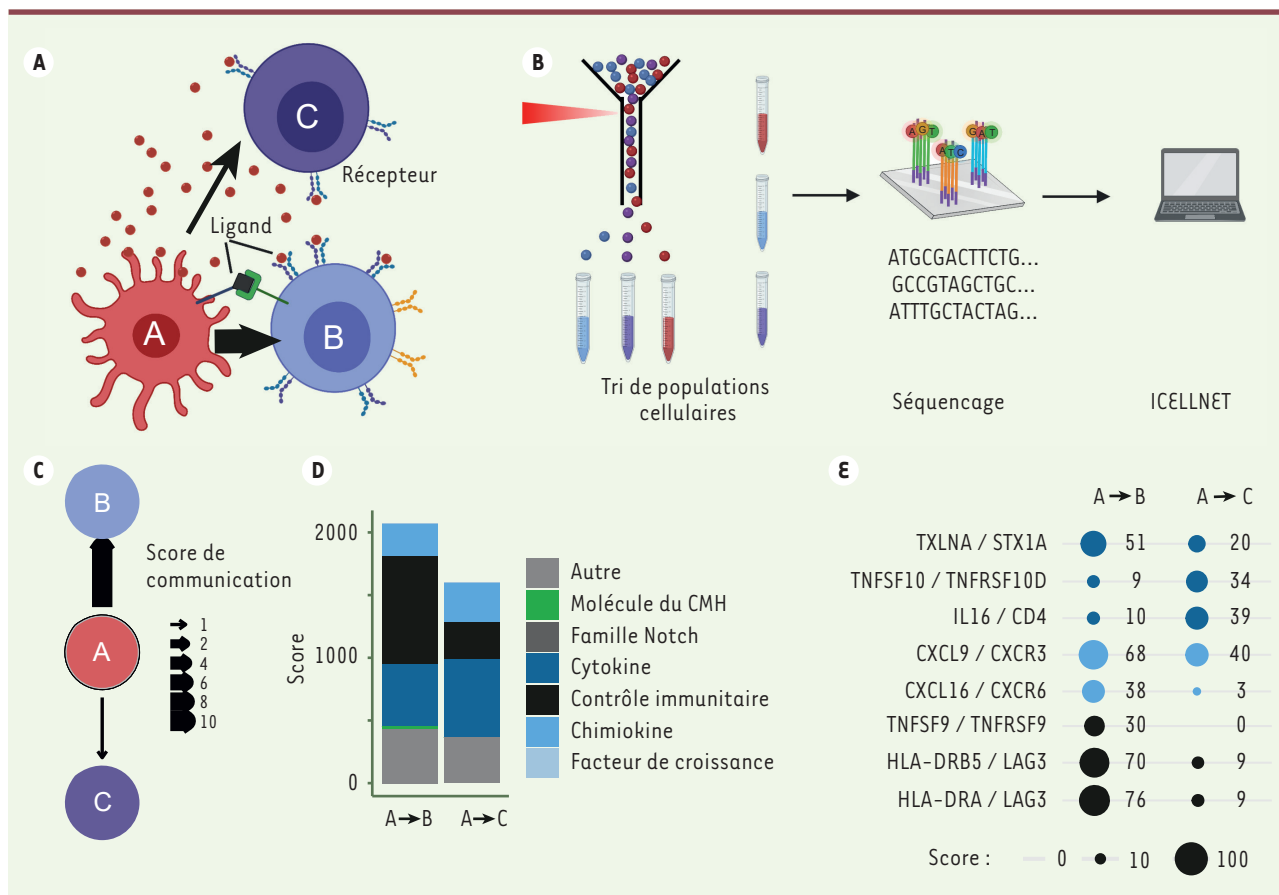 A
C
Récepteur
Ligand
A
B
B
A G T
A T C
G A T
ATGCGACTTCTG...
GCCGTAGCTGC...
ATTTGCTACTAG...
Tri de populations
cellulaires
Séquencage
ICELLNET
C
B
Score de
communication
A
1
2
4
6
8
10
C
D
Score
2000
1000
0
A→B
A→C
Autre
Molécule du CMH
Famille Notch
Cytokine
Contrôle immunitaire
Chimiokine
Facteur de croissance
E
A→B A→C
TXLNA / STX1A 51 20
TNFSF10 / TNFRSF10D 9 34
IL16 / CD4 10 39
CXCL9 / CXCR3 68 40
CXCL16 / CXCR6 38 3
TNFSF9 / TNFRSF9 30 0
HLA-DRB5 / LAG3 70 9
HLA-DRA / LAG3 76 9
Score : 0 10 100